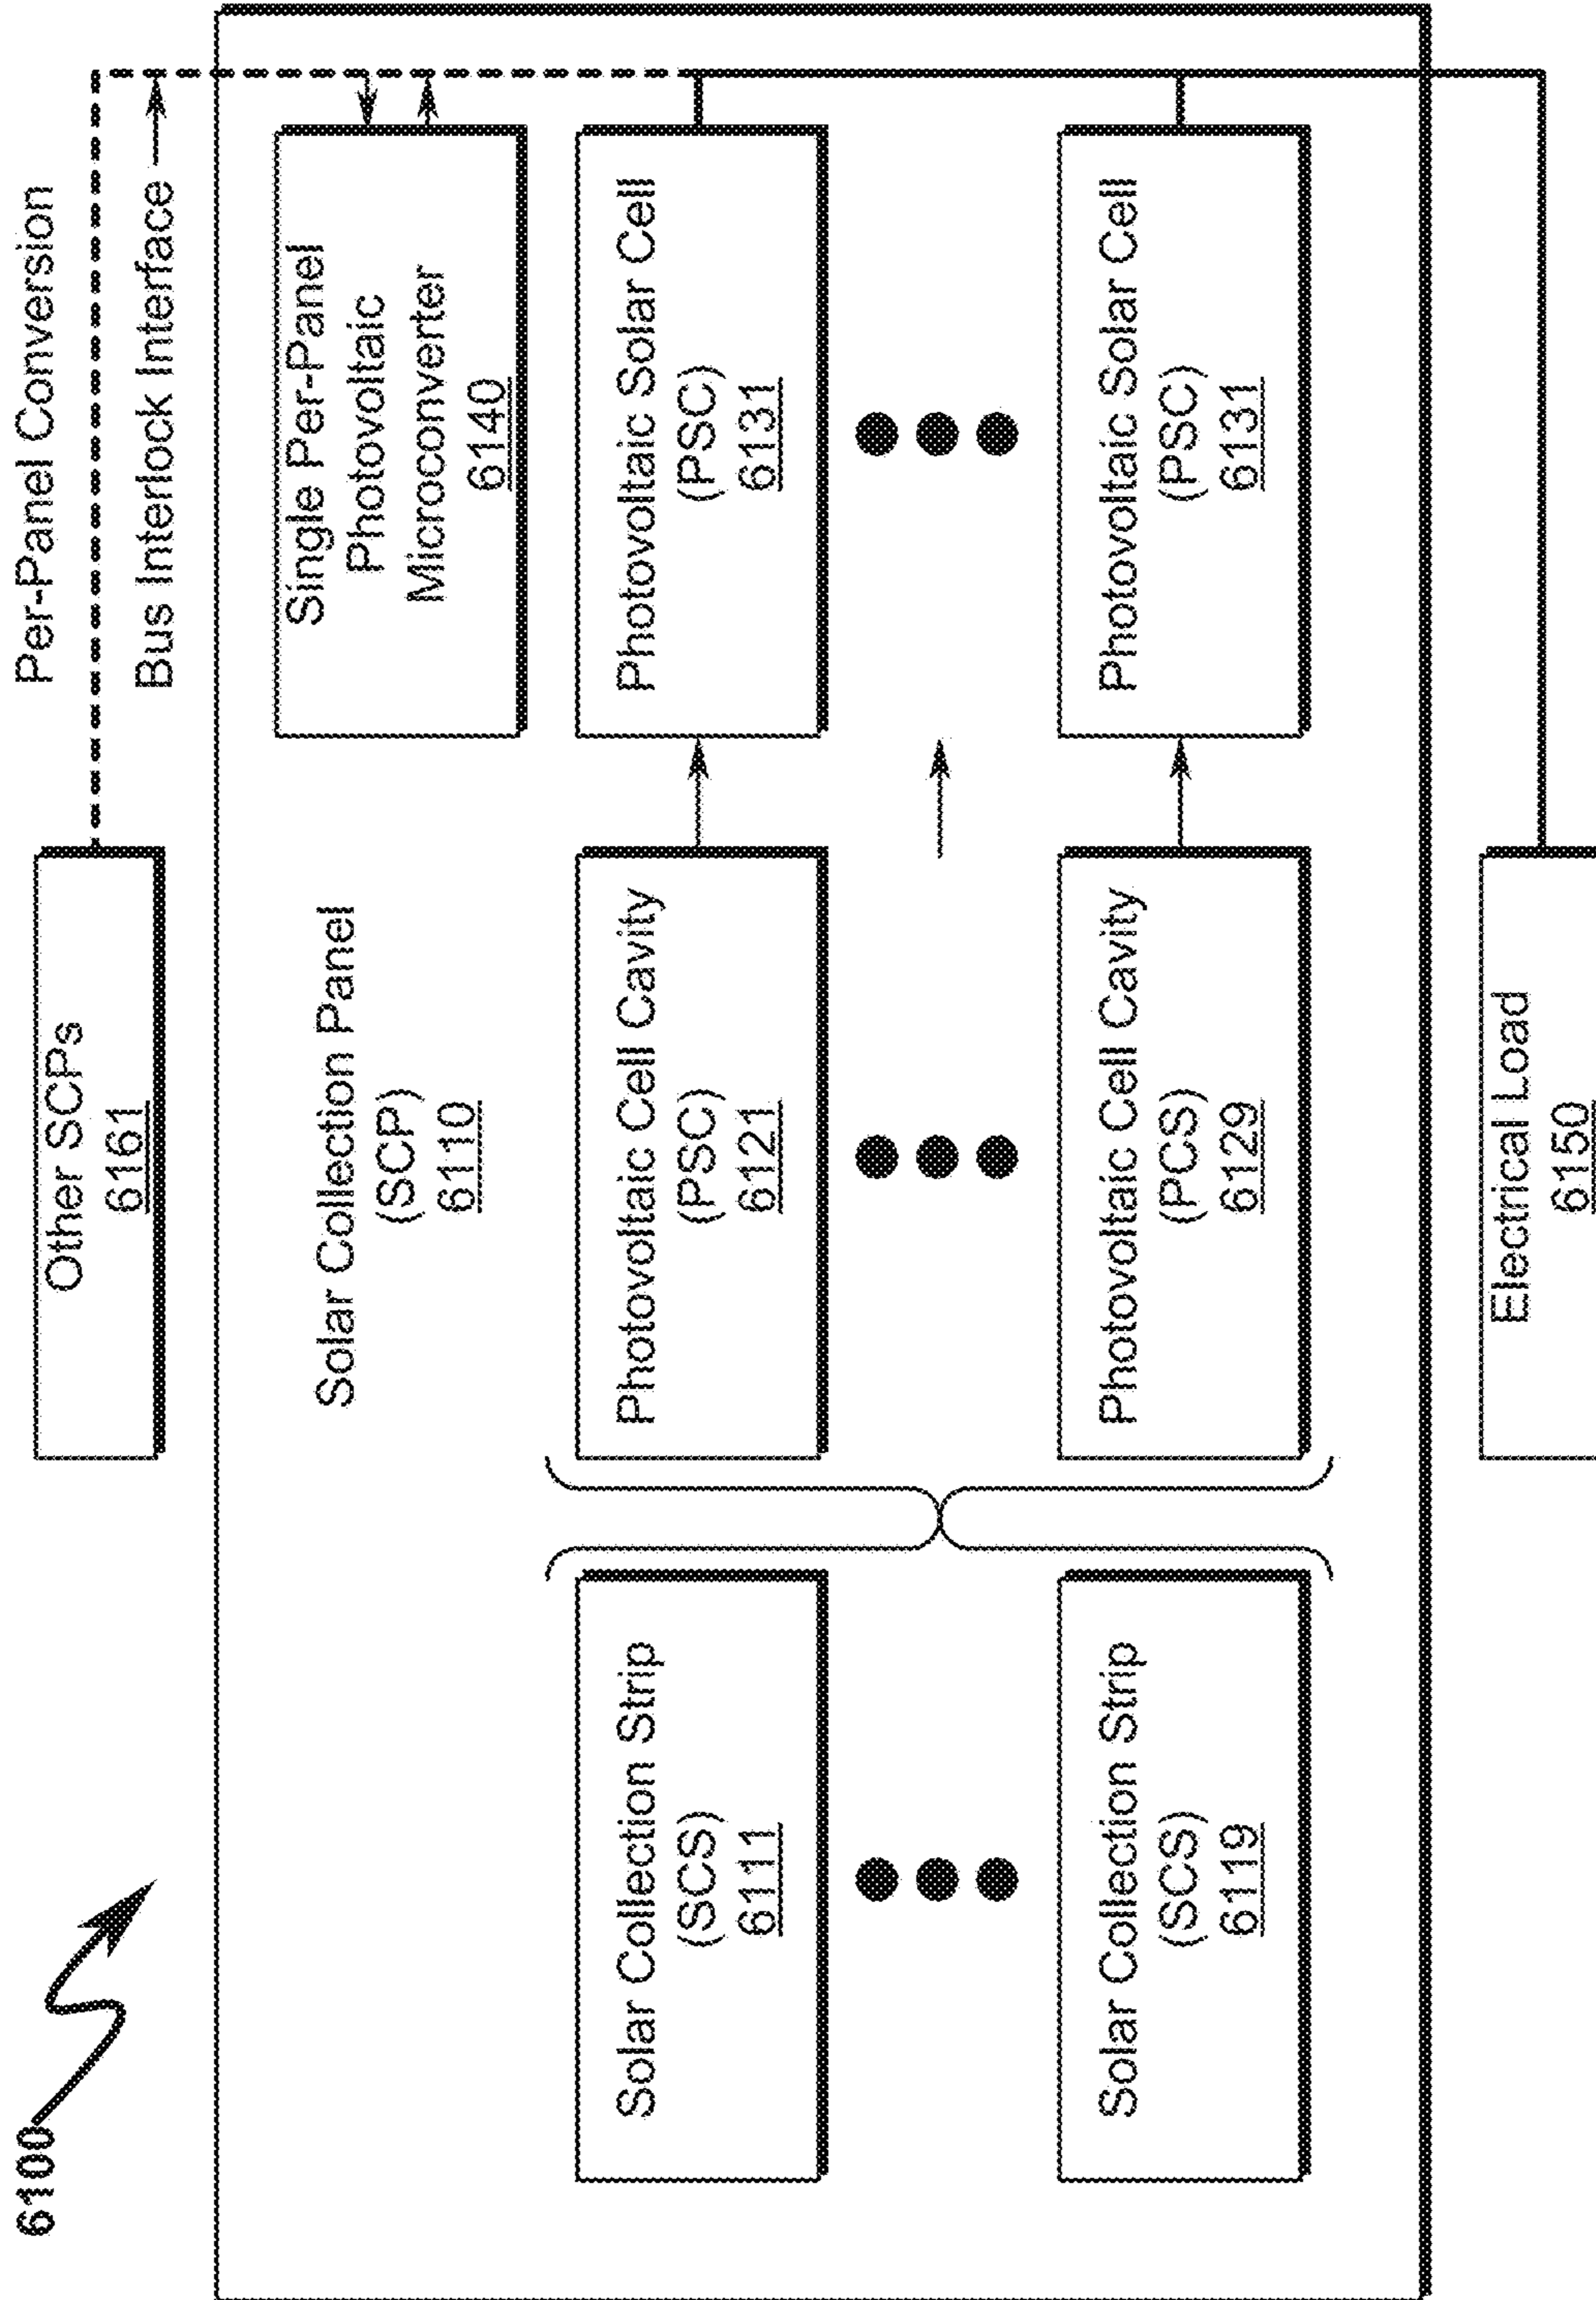 6100
Other SCPs
6161
Per-Panel Conversion
Bus Interlock Interface
Solar Collection Panel
(SCP)
6110
Single Per-Panel
Photovoltaic
Microconverter
6140
Solar Collection Strip
(SCS)
6111
Photovoltaic Cell Cavity
(PSC)
6121
Photovoltaic Solar Cell
(PSC)
6131
Solar Collection Strip
(SCS)
6119
Photovoltaic Cell Cavity
(PCS)
6129
Photovoltaic Solar Cell
(PSC)
6131
Electrical Load
6150